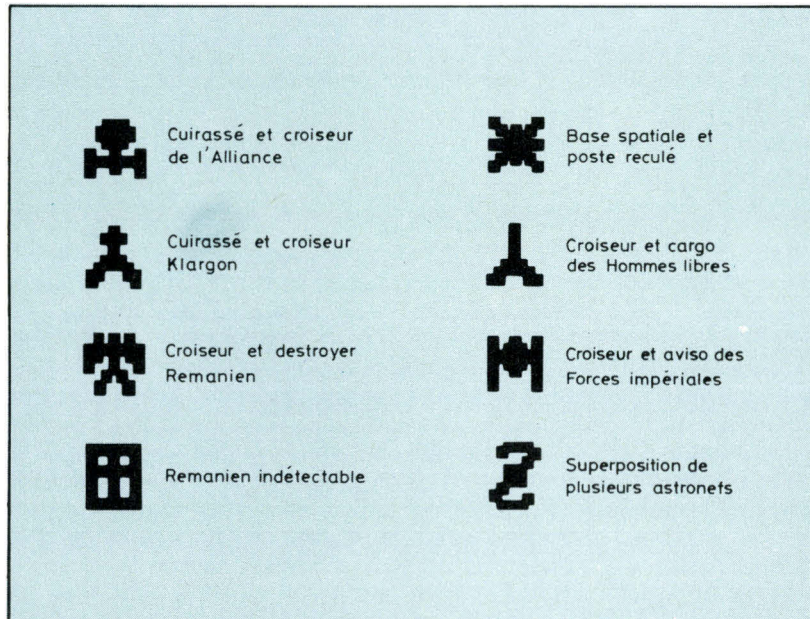 Cuirassé et croiseur
de l'Alliance
Base spatiale et
poste reculé
Cuirassé et croiseur
Klargon
Croiseur et cargo
des Hommes libres
Croiseur et destroyer
Remanien
Croiseur et aviso des
Forces impériales
Remanien indétectable
Superposition de
plusieurs astronefs